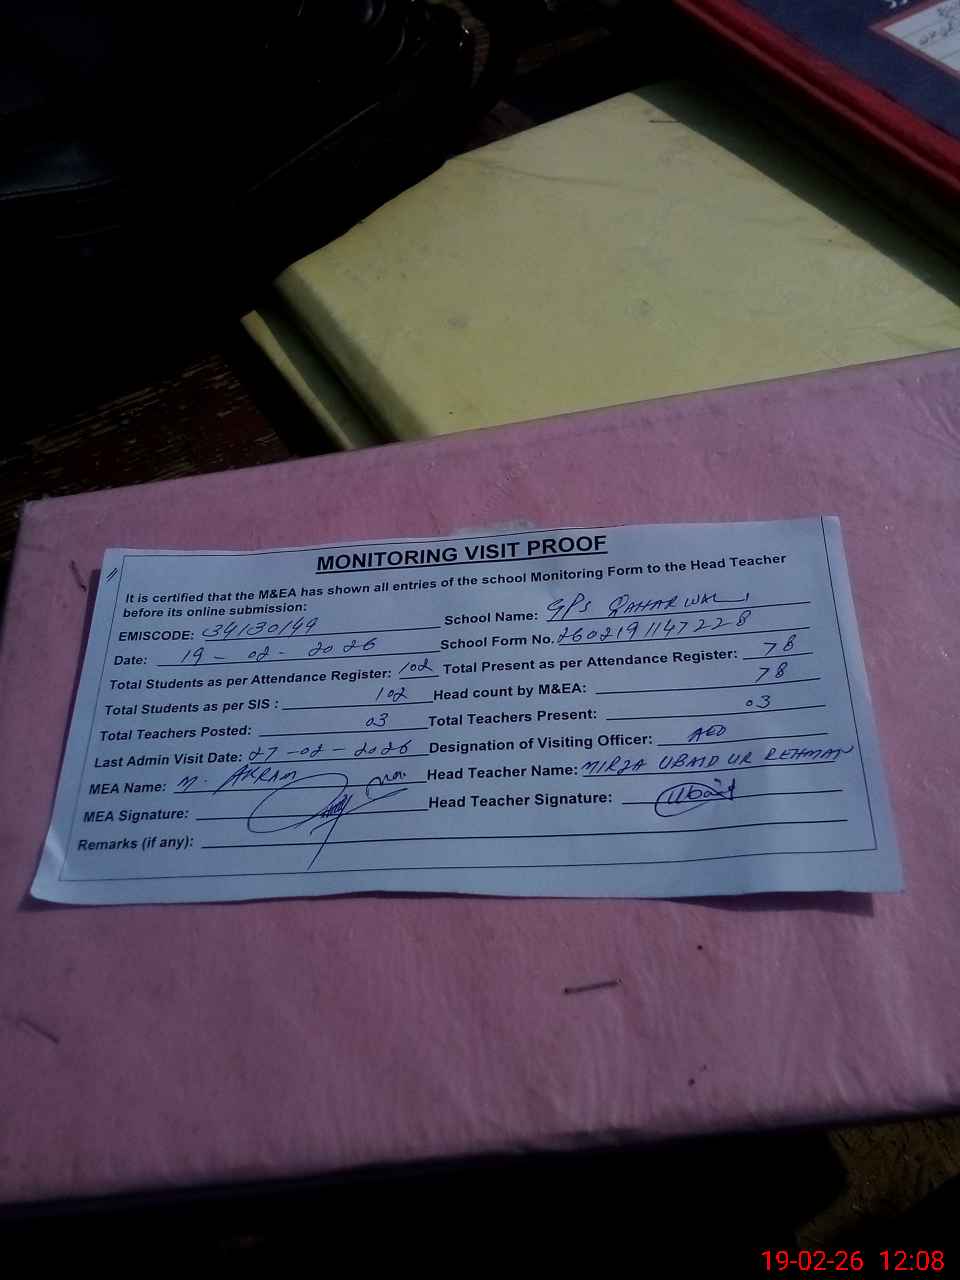 MONITORING VISIT PROOF
It is certified that the M&EA has shown all entries of the school Monitoring Form to the Head Teacher
before its online submission:
EMISCODE: 34130149 School Name: GPS QAHARWALI
Date: 19-02-2026 School Form No. 2602191147228
Total Students as per Attendance Register: 102 Total Present as per Attendance Register: 78
Total Students as per SIS : 102 Head count by M&EA: 78
Total Teachers Posted: 03 Total Teachers Present: 03
Last Admin Visit Date: 27-02-2026 Designation of Visiting Officer: AEO
MEA Name: M. AKRAM Head Teacher Name: MIRZA UBAID UR REHMAN
MEA Signature: Head Teacher Signature: Ubaid
Remarks (if any):
19-02-26 12:08